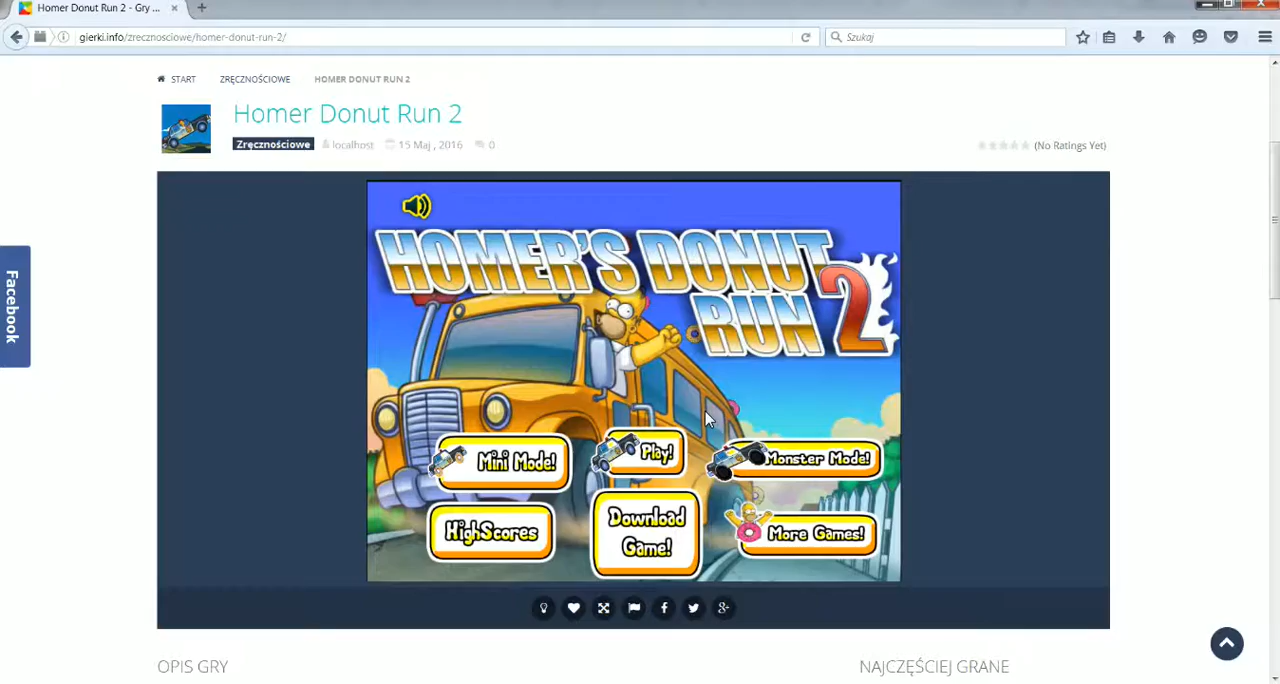 Homer Donut Run 2 - Gry ...
gierki.info/zrecznosciowe/homer-donut-run-2/
Szukaj
START ZRĘCZNOŚCIOWE HOMER DONUT RUN 2
Homer Donut Run 2
Zręcznościowe localhost 15 Maj , 2016 0
(No Ratings Yet)
Facebook
HOMER'S DONUT
RUN 2
Mini Mode!
Play!
Monster Mode!
HighScores
Download
Game!
More Games!
OPIS GRY
NAJCZĘŚCIEJ GRANE